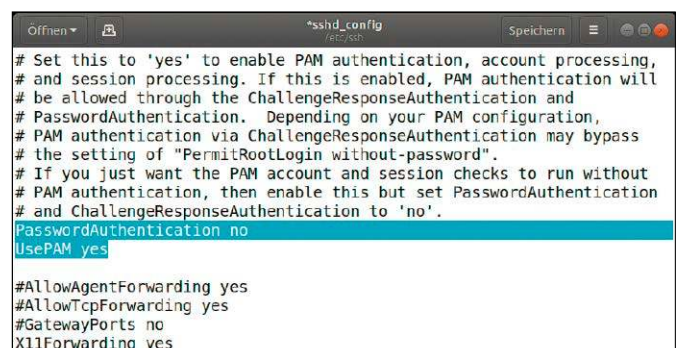 Öffnen
*sshd_config
/etc/ssh
Speichern
# Set this to 'yes' to enable PAM authentication, account processing,
# and session processing. If this is enabled, PAM authentication will
# be allowed through the ChallengeResponseAuthentication and
# PasswordAuthentication.  Depending on your PAM configuration,
# PAM authentication via ChallengeResponseAuthentication may bypass
# the setting of "PermitRootLogin without-password".
# If you just want the PAM account and session checks to run without
# PAM authentication, then enable this but set PasswordAuthentication
# and ChallengeResponseAuthentication to 'no'.
PasswordAuthentication no
UsePAM yes
#AllowAgentForwarding yes
#AllowTcpForwarding yes
#GatewayPorts no
X11Forwarding yes